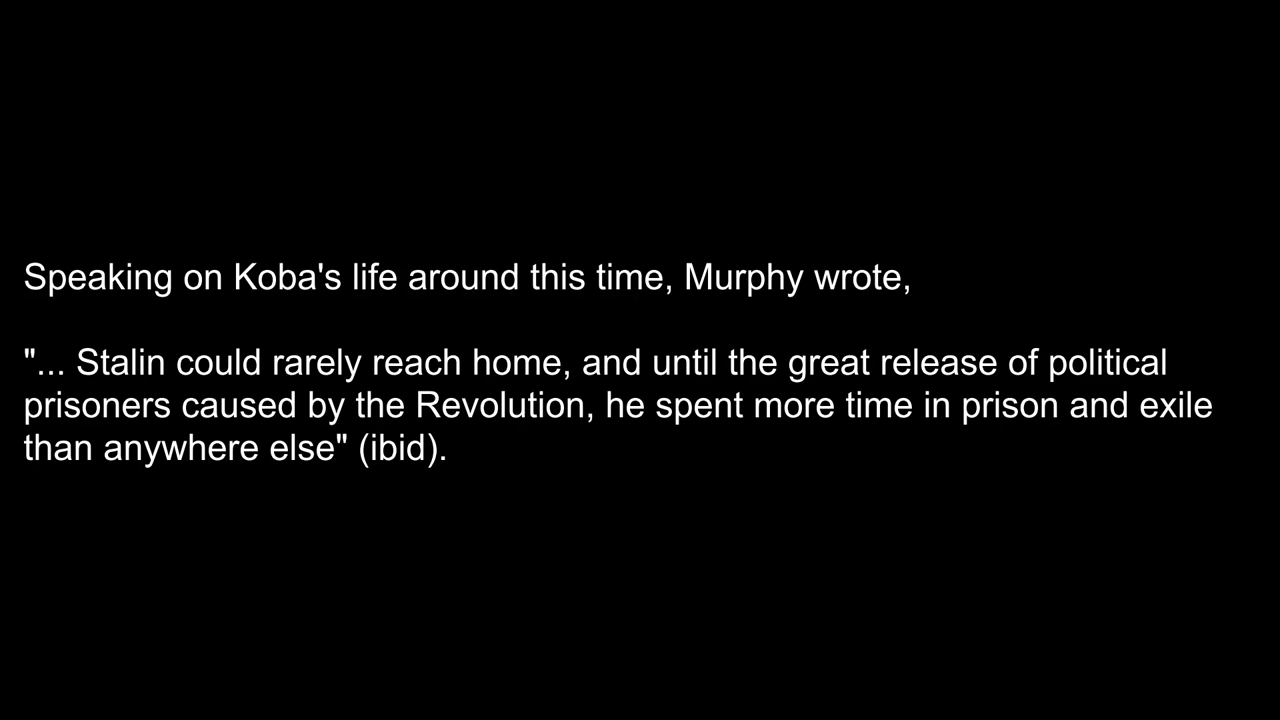 Speaking on Koba's life around this time, Murphy wrote,
"... Stalin could rarely reach home, and until the great release of political
prisoners caused by the Revolution, he spent more time in prison and exile
than anywhere else" (ibid).